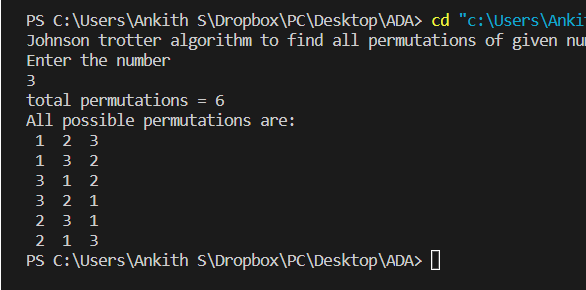 PS C:\Users\Ankith S\Dropbox\PC\Desktop\ADA> cd "c:\Users\Anki
Johnson trotter algorithm to find all permutations of given nu
Enter the number
3
total permutations = 6
All possible permutations are:
1 2 3
1 3 2
3 1 2
3 2 1
2 3 1
2 1 3
PS C:\Users\Ankith S\Dropbox\PC\Desktop\ADA>